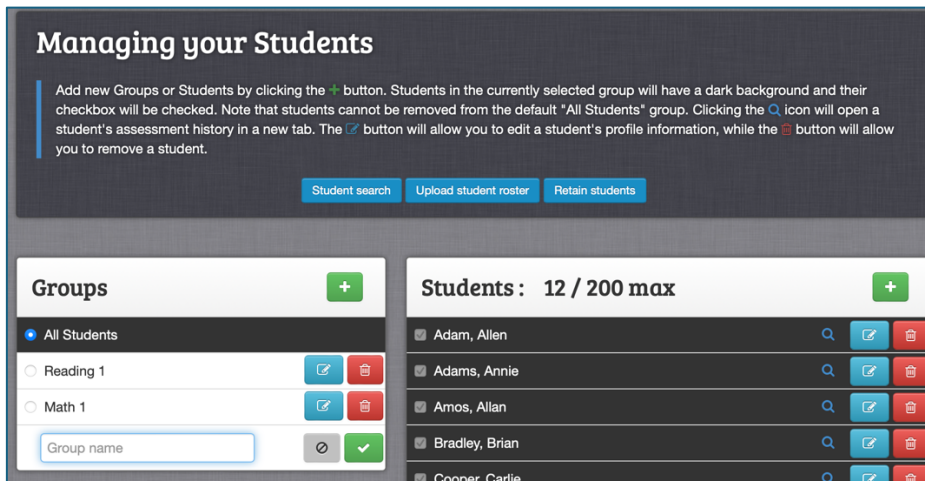 Managing your Students
Add new Groups or Students by clicking the + button. Students in the currently selected group will have a dark background and their
checkbox will be checked. Note that students cannot be removed from the default "All Students" group. Clicking the icon will open a
student's assessment history in a new tab. The button will allow you to edit a student's profile information, while the button will allow
you to remove a student.
Student search Upload student roster Retain students
Groups
All Students
Reading 1
Math 1
Group name
Students : 12 / 200 max
Adam, Allen
Adams, Annie
Amos, Allan
Bradley, Brian
Cooper, Carlie